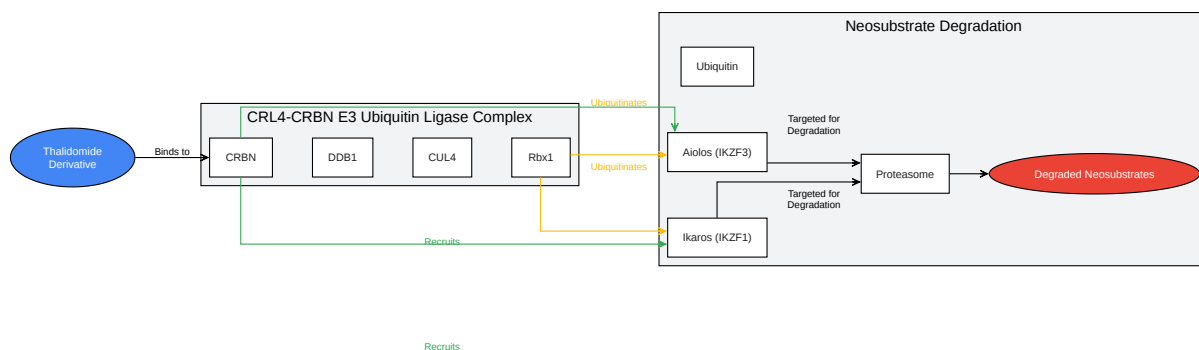 Neosubstrate Degradation
Ubiquitin
Ubiquitinates
CRL4-CRBN E3 Ubiquitin Ligase Complex
Thalidomide
Derivative
Binds to
CRBN
DDB1
CUL4
Rbx1
Ubiquitinates
Aiolos (IKZF3)
Targeted for
Degradation
Proteasome
Degraded Neosubstrates
Targeted for
Degradation
Recruits
Ikaros (IKZF1)
Recruits